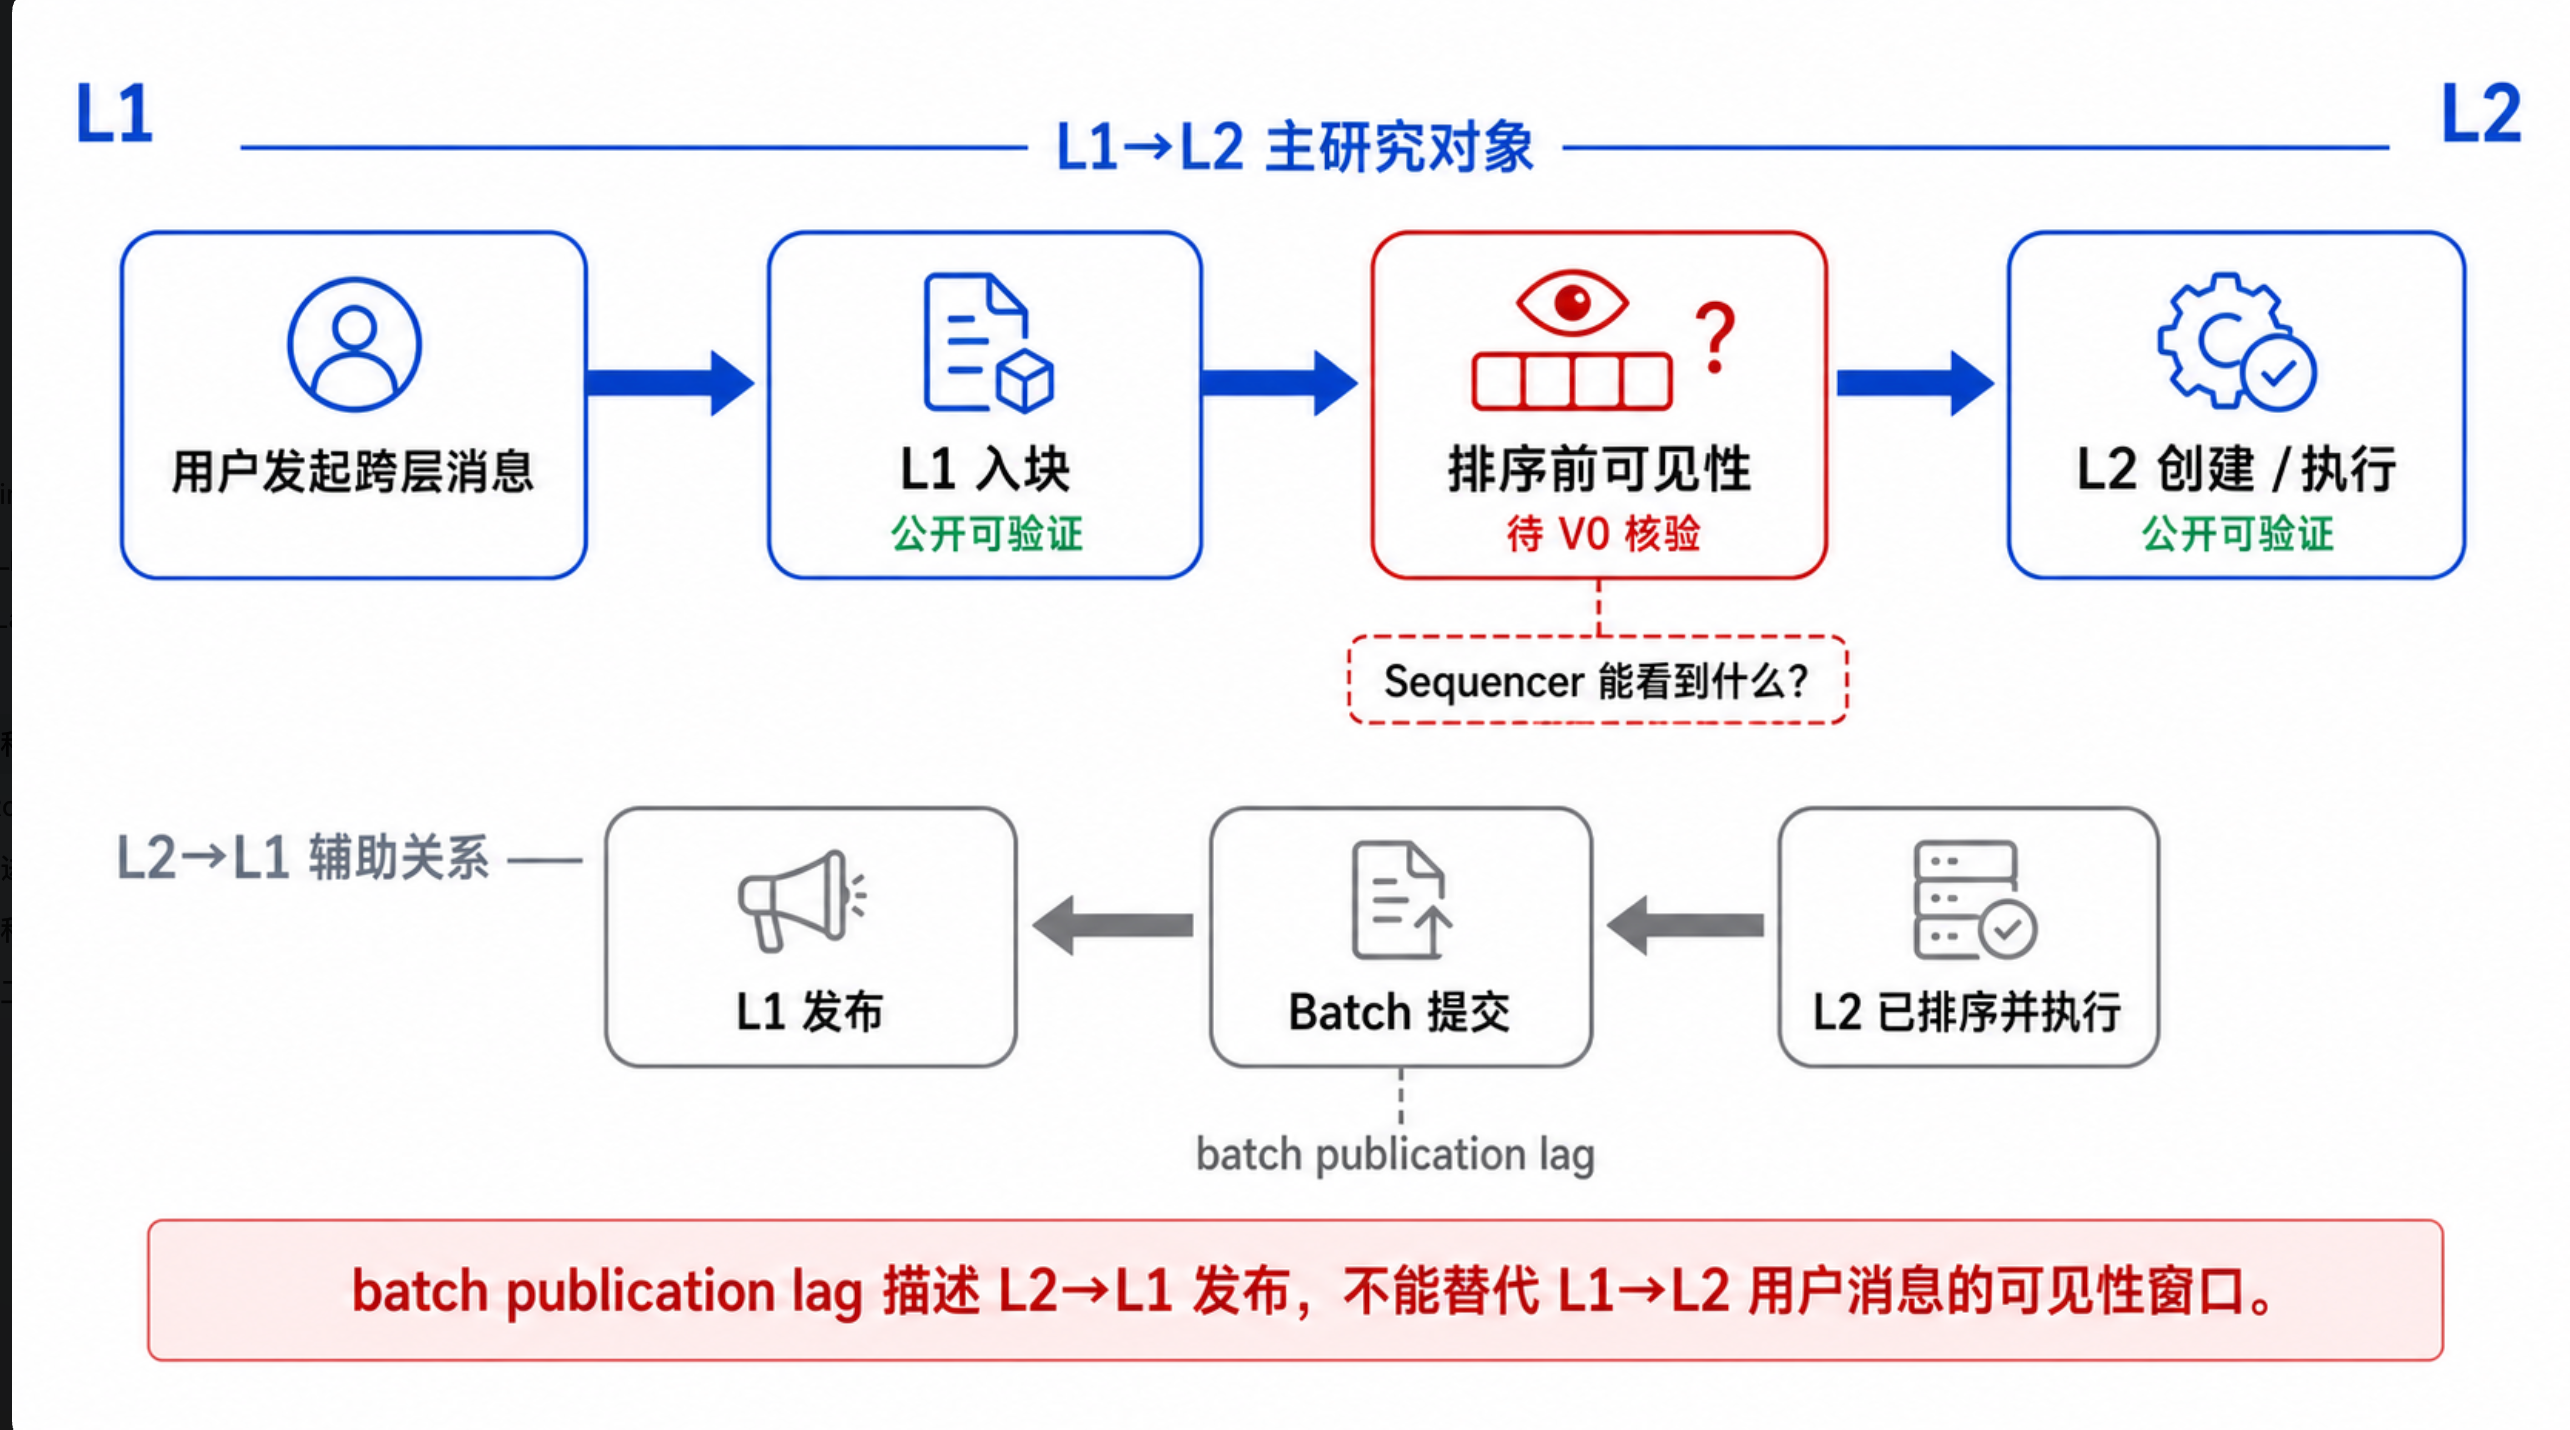 L1
L1→L2 主研究对象
L2
用户发起跨层消息
L1 入块
公开可验证
?
排序前可见性
待 V0 核验
L2 创建 / 执行
公开可验证
Sequencer 能看到什么?
L2→L1 辅助关系
L1 发布
Batch 提交
L2 已排序并执行
batch publication lag
batch publication lag 描述 L2→L1 发布，不能替代 L1→L2 用户消息的可见性窗口。